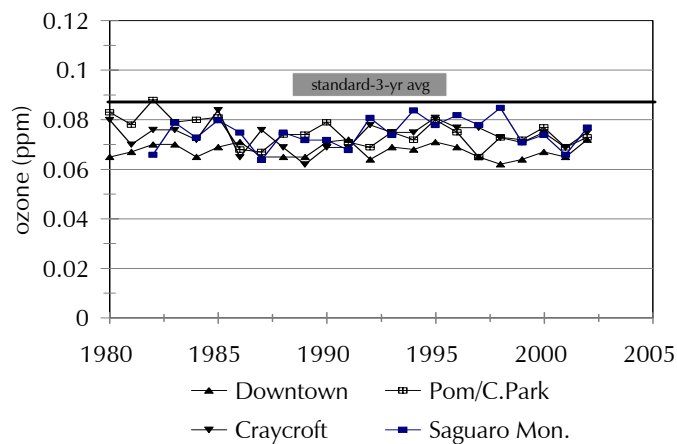 0.12
0.1
standard-3-yr avg
0.08
0.06
0.04
0.02
0
ozone (ppm)
1980 1985 1990 1995 2000 2005
Downtown Pom/C.Park
Craycroft Saguaro Mon.